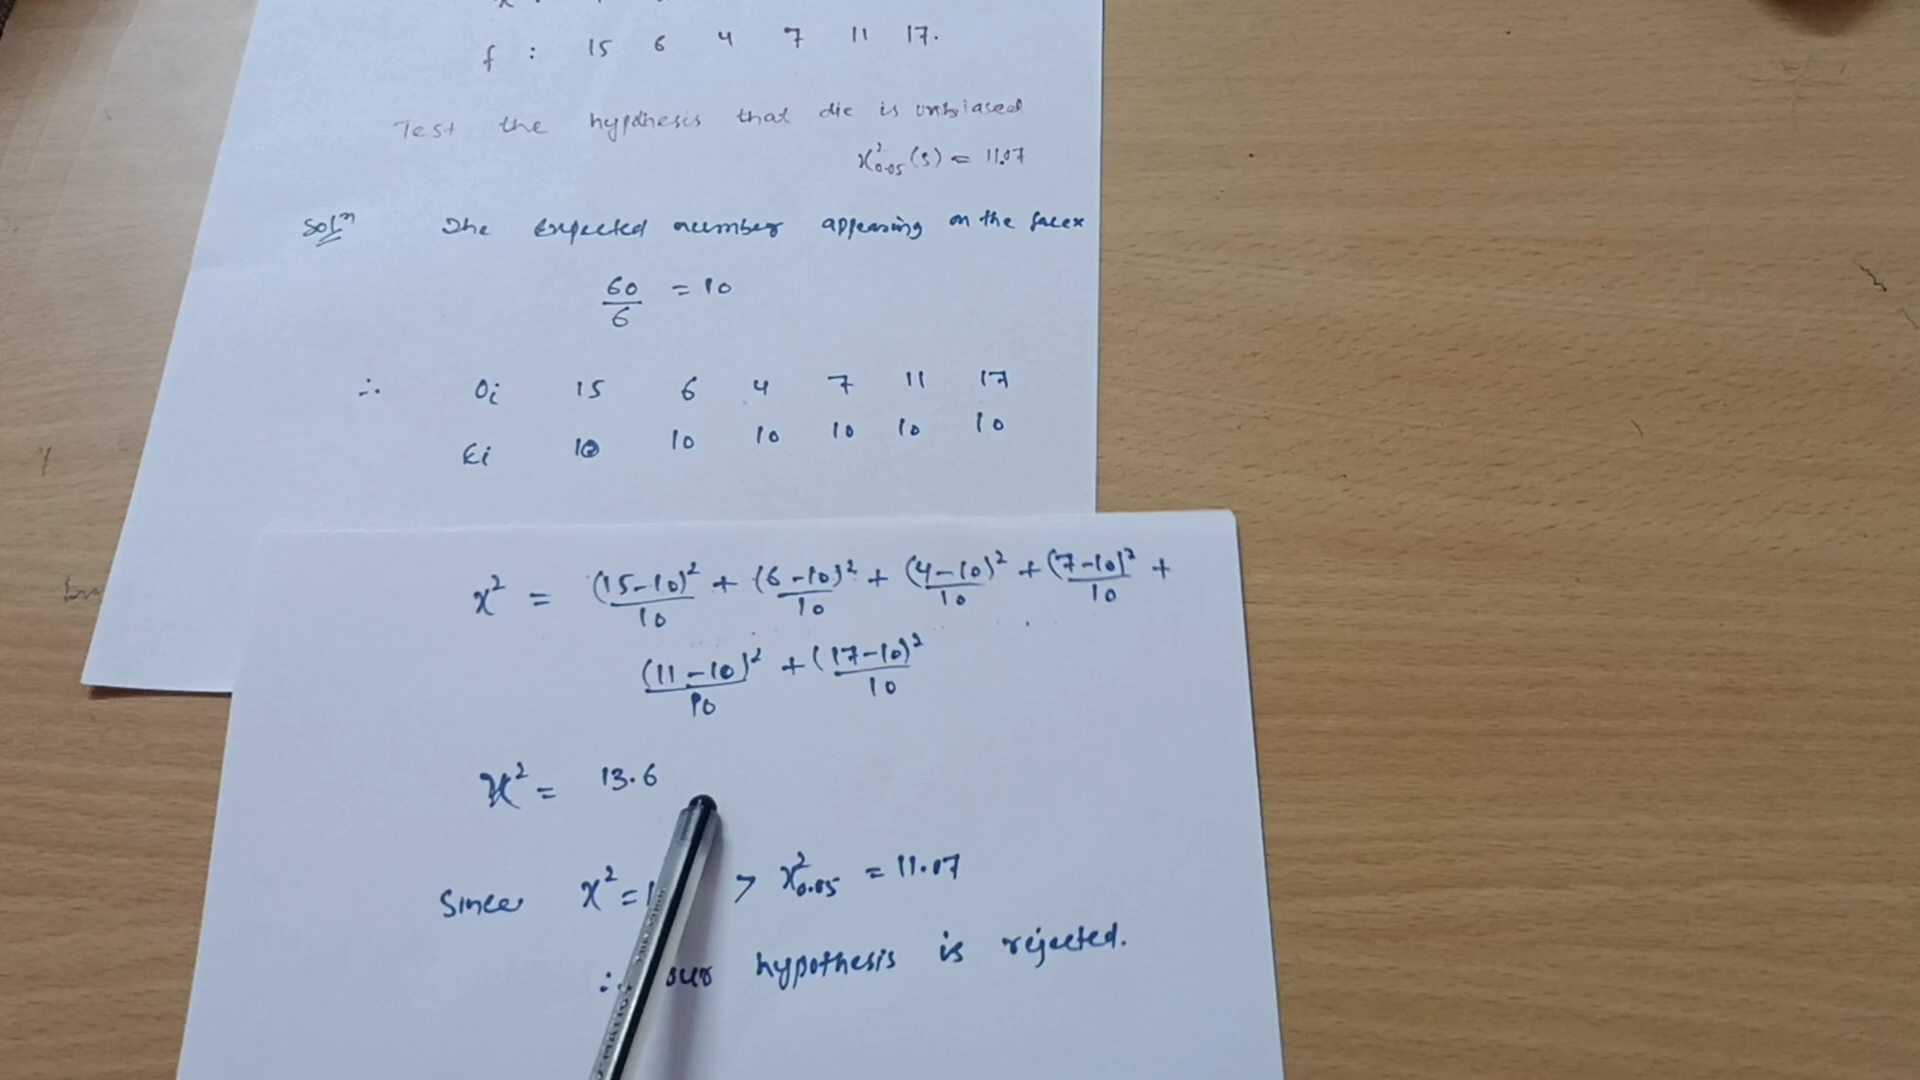 f : 15 6 4 7 11 17.
Test the hypothesis that die is unbiased
χ²0.05 (5) = 11.07
Solⁿ The Expected number appearing on the faces
60/6 = 10
∴ Oi 15 6 4 7 11 17
Ei 10 10 10 10 10 10
χ² = (15-10)²/10 + (6-10)²/10 + (4-10)²/10 + (7-10)²/10 +
(11-10)²/10 + (17-10)²/10
χ² = 13.6
Since χ² = 1 > χ²0.05 = 11.07
∴ our hypothesis is rejected.